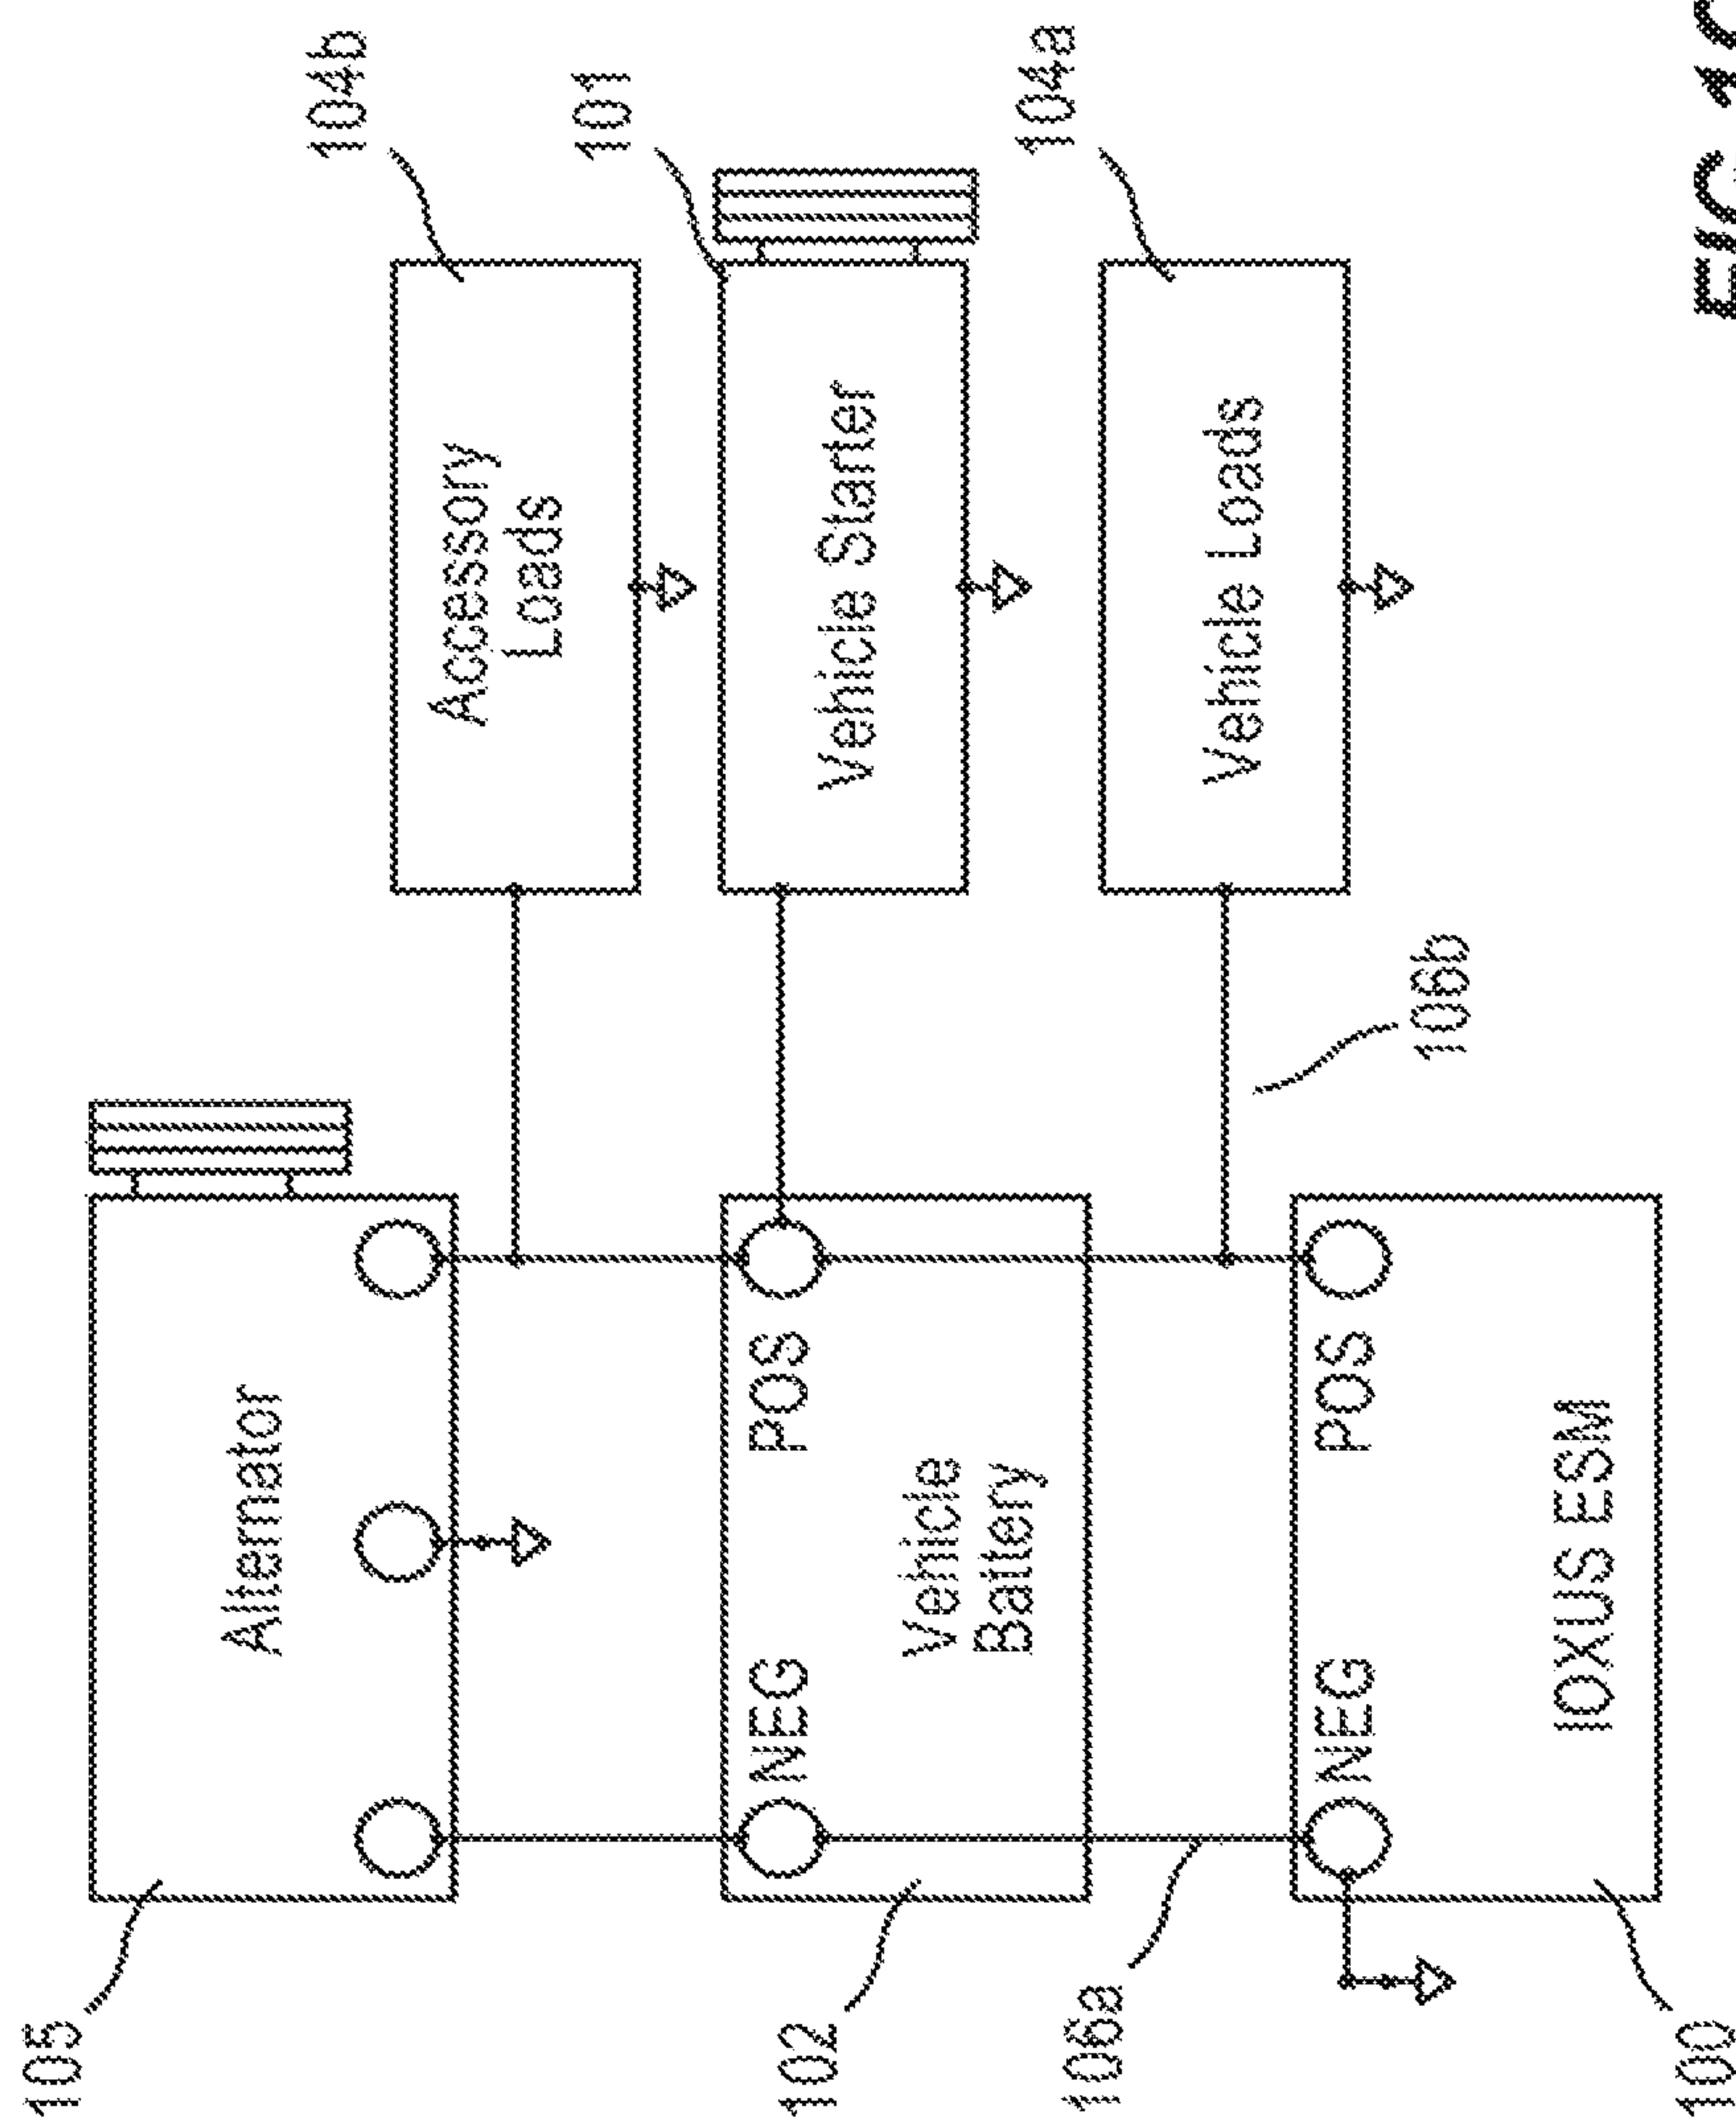 105
Alternator
104b
Accessory
Loads
101
102
NEG
POS
Vehicle Starter
Vehicle
Battery
104a
106a
Vehicle Loads
NEG
POS
106b
IOXUS ESM
100